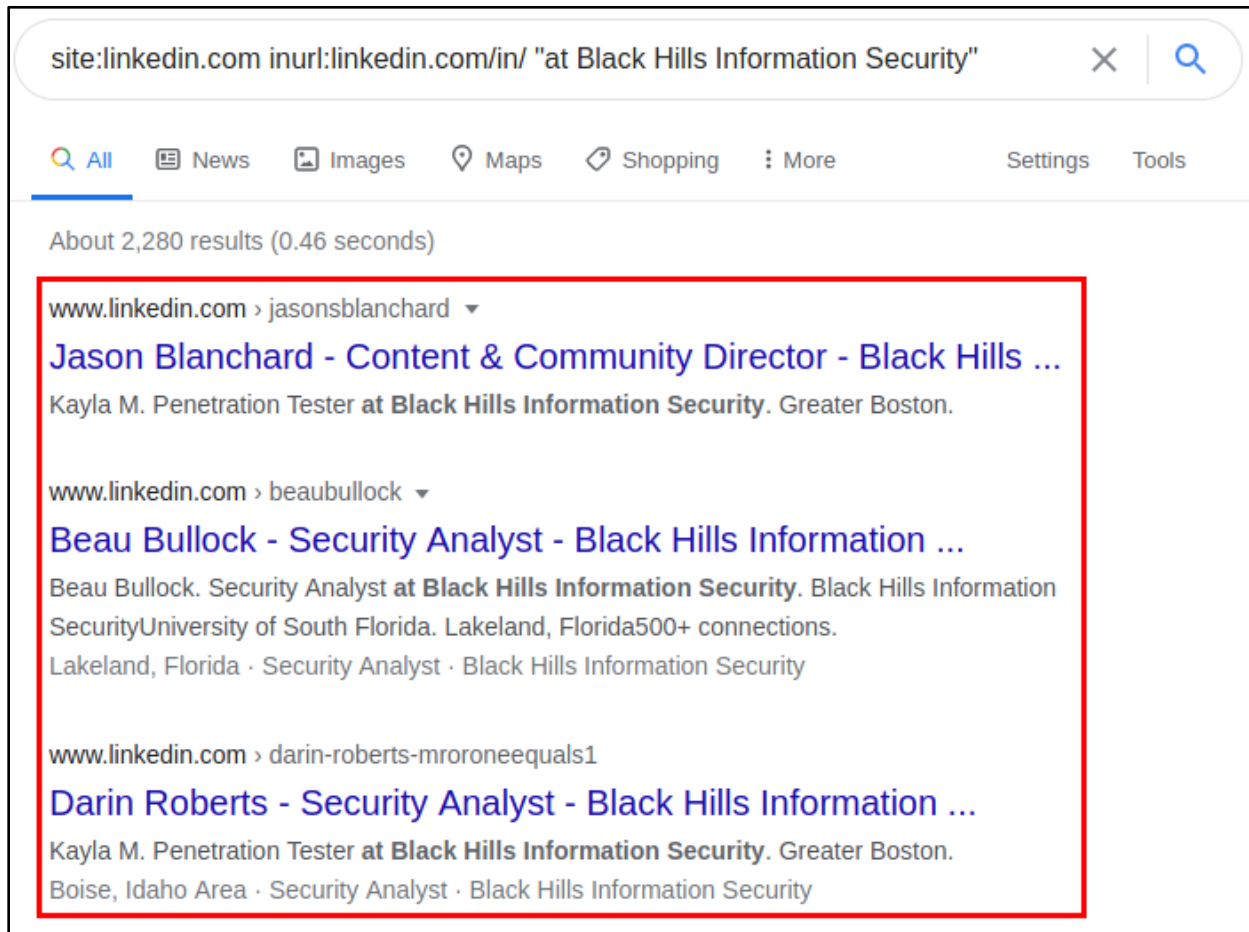 site:linkedin.com inurl:linkedin.com/in/ "at Black Hills Information Security"
All News Images Maps Shopping More Settings Tools
About 2,280 results (0.46 seconds)
www.linkedin.com › jasonsblanchard
Jason Blanchard - Content & Community Director - Black Hills ...
Kayla M. Penetration Tester at Black Hills Information Security. Greater Boston.
www.linkedin.com › beaubullock
Beau Bullock - Security Analyst - Black Hills Information ...
Beau Bullock. Security Analyst at Black Hills Information Security. Black Hills Information
SecurityUniversity of South Florida. Lakeland, Florida500+ connections.
Lakeland, Florida · Security Analyst · Black Hills Information Security
www.linkedin.com › darin-roberts-mroroneequals1
Darin Roberts - Security Analyst - Black Hills Information ...
Kayla M. Penetration Tester at Black Hills Information Security. Greater Boston.
Boise, Idaho Area · Security Analyst · Black Hills Information Security